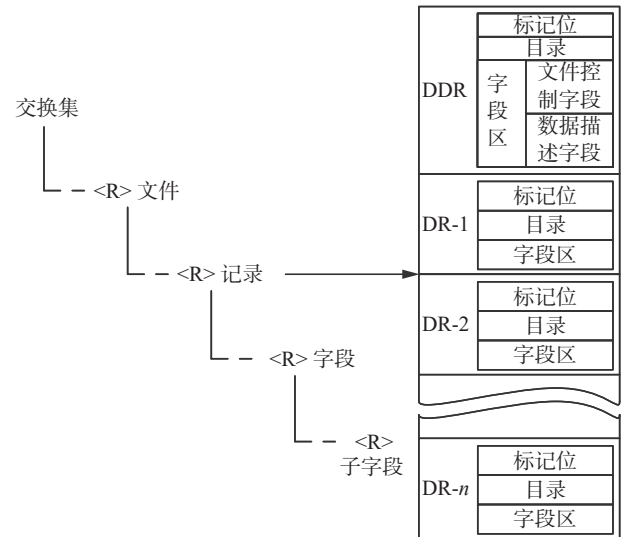 交换集
<R> 文件
<R> 记录
<R> 字段
<R>
子字段
DDR
标记位
目录
字
段
区
文件控
制字段
数据描
述字段
DR-1
标记位
目录
字段区
DR-2
标记位
目录
字段区
DR-n
标记位
目录
字段区